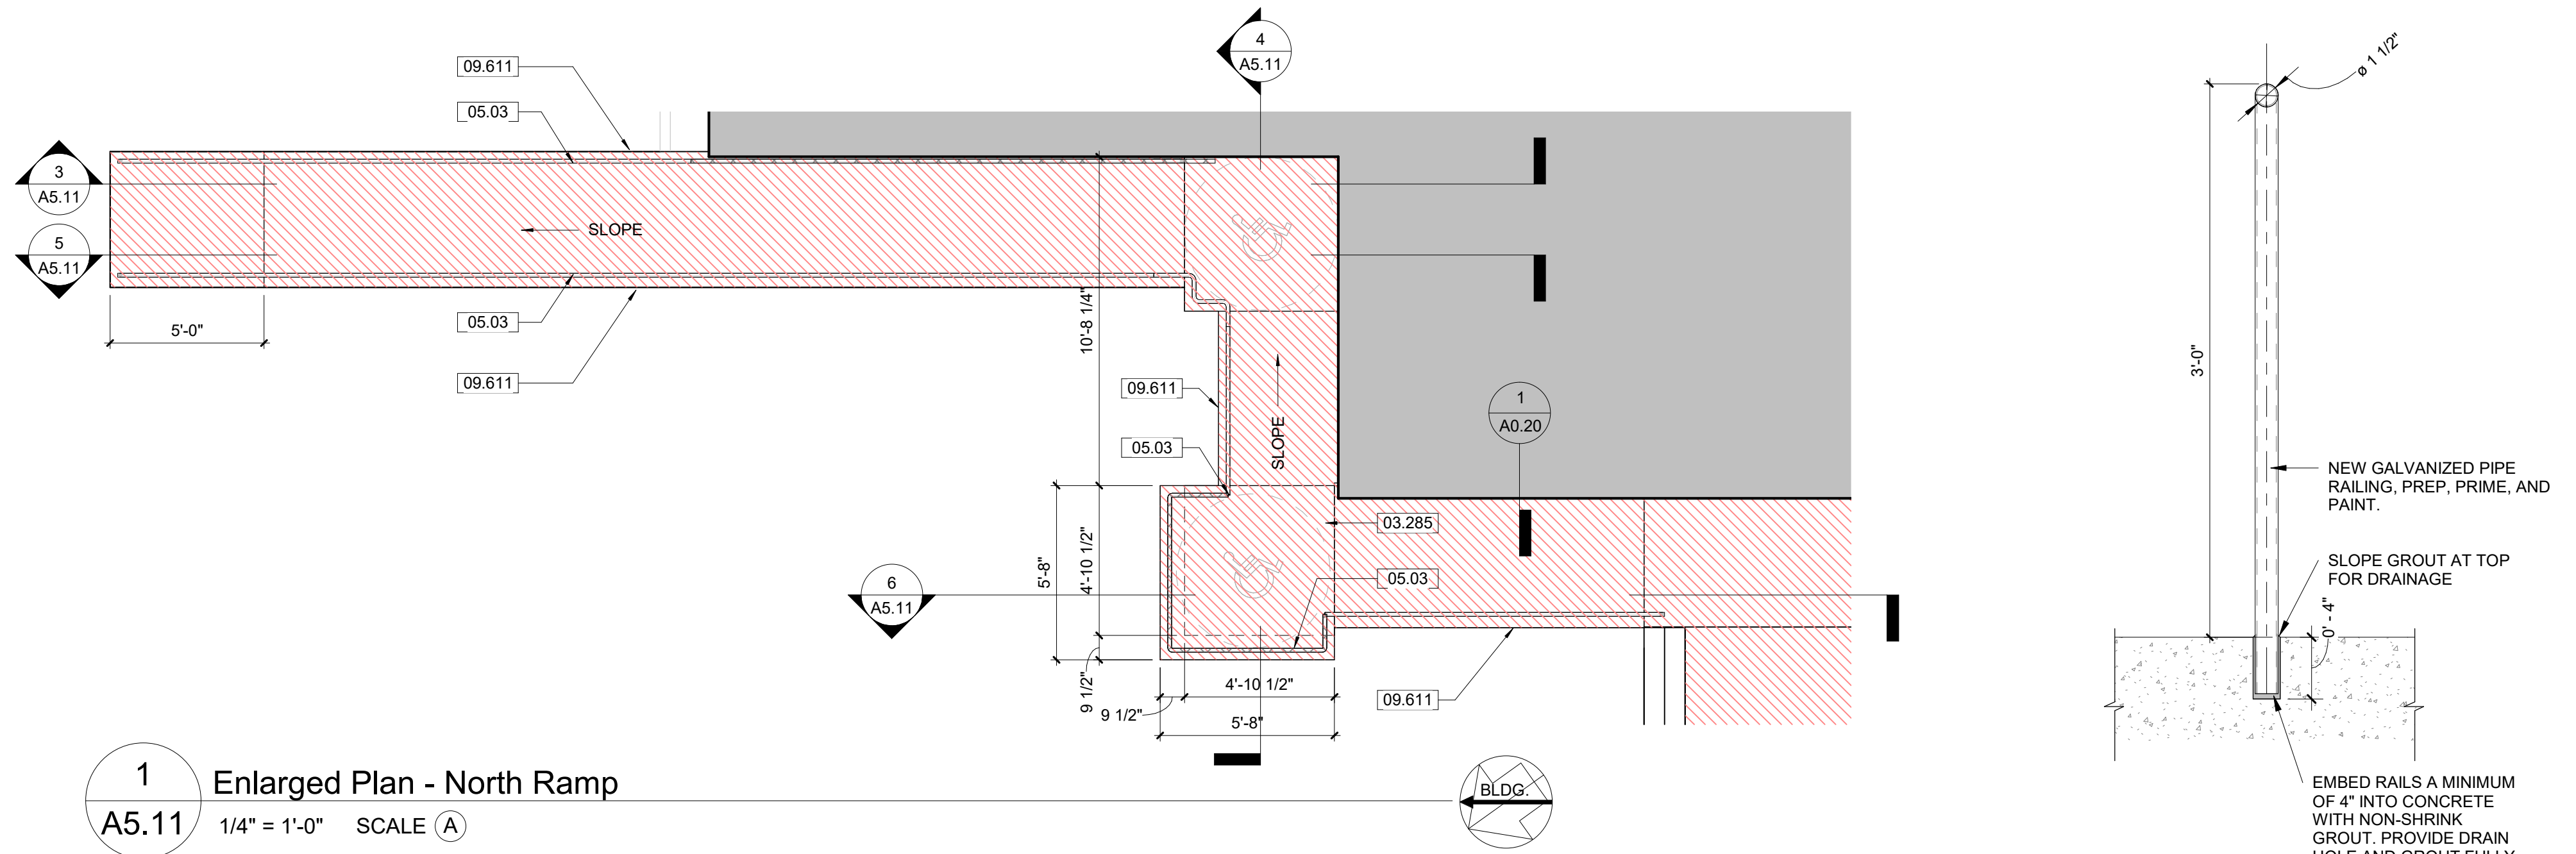 4
A5.11
09.611
05.03
3
A5.11
5
A5.11
SLOPE
5'-0"
05.03
09.611
10'-8 1/4"
09.611
05.03
SLOPE
1
A0.20
03.285
05.03
6
A5.11
5'-8"
4'-10 1/2"
9 1/2"
9 1/2"
4'-10 1/2"
5'-8"
09.611
1
A5.11
Enlarged Plan - North Ramp
1/4" = 1'-0" SCALE A
BLDG.
ø 1 1/2"
3'-0"
NEW GALVANIZED PIPE
RAILING, PREP, PRIME, AND
PAINT.
SLOPE GROUT AT TOP
FOR DRAINAGE
0' - 4"
EMBED RAILS A MINIMUM
OF 4" INTO CONCRETE
WITH NON-SHRINK
GROUT. PROVIDE DRAIN
HOLE AND GROUT FULLY